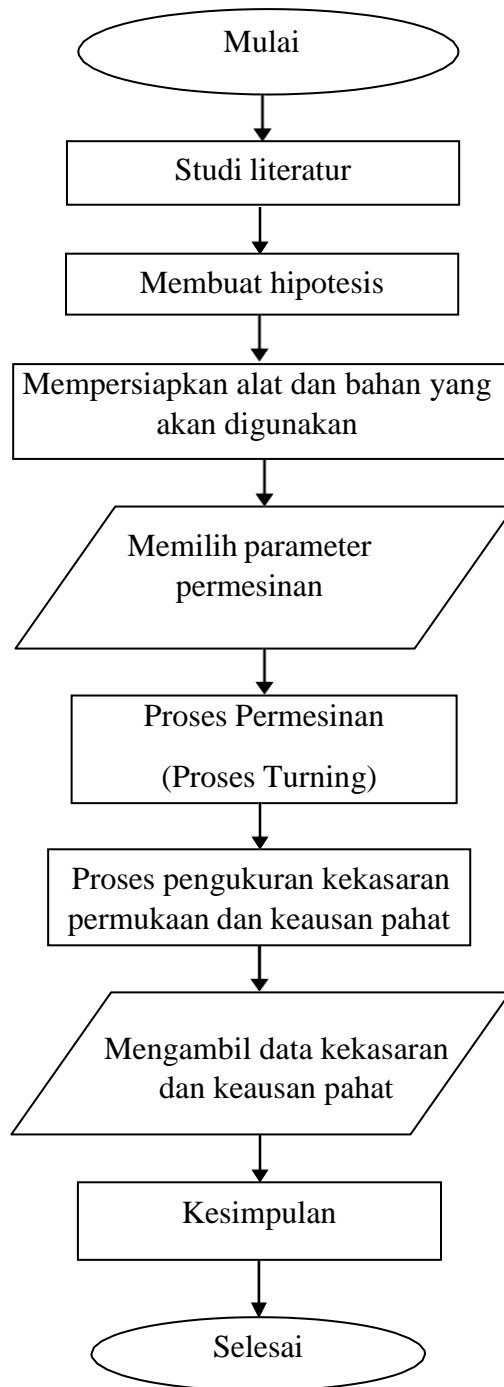 Mulai
Studi literatur
Membuat hipotesis
Mempersiapkan alat dan bahan yang
akan digunakan
Memilih parameter
permesinan
Proses Permesinan
(Proses Turning)
Proses pengukuran kekasaran
permukaan dan keausan pahat
Mengambil data kekasaran
dan keausan pahat
Kesimpulan
Selesai